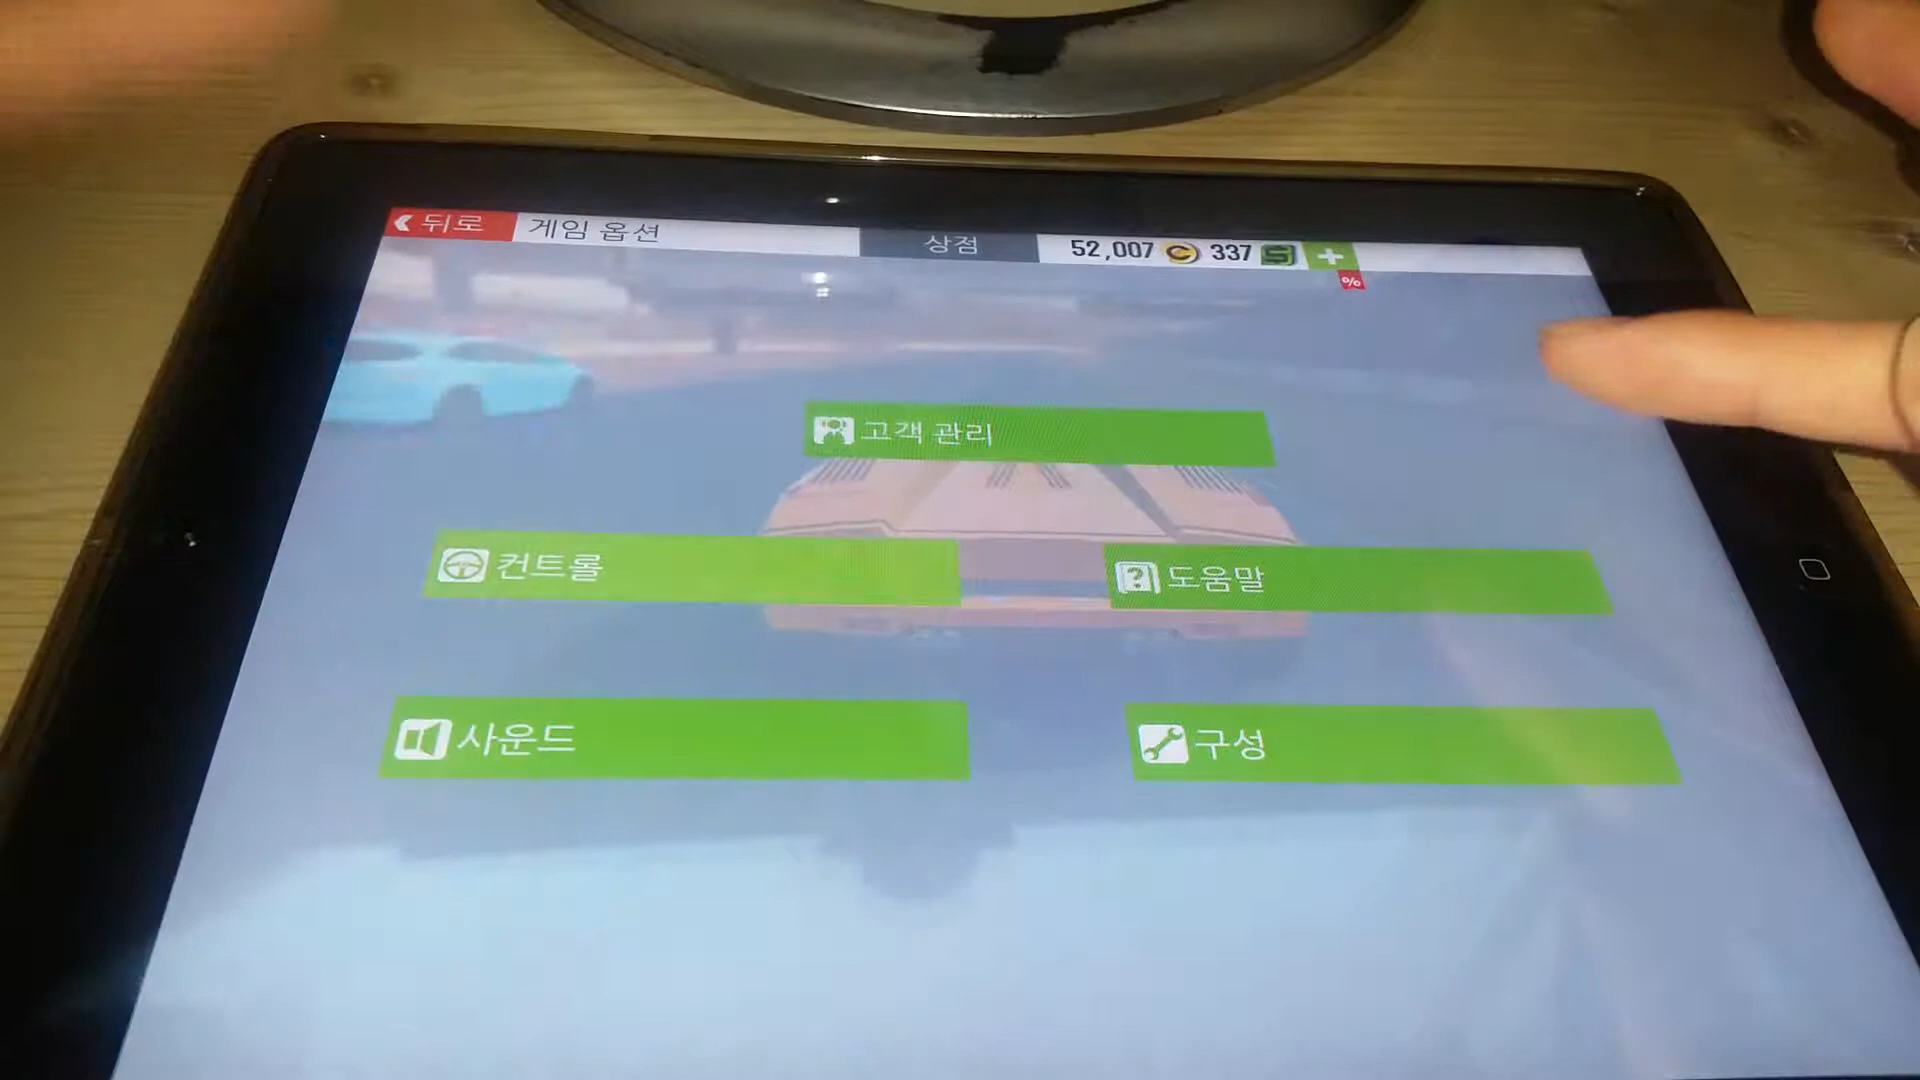 뒤로 게임 옵션 상점 52,007 337 +
%
고객 관리
컨트롤 도움말
사운드 구성